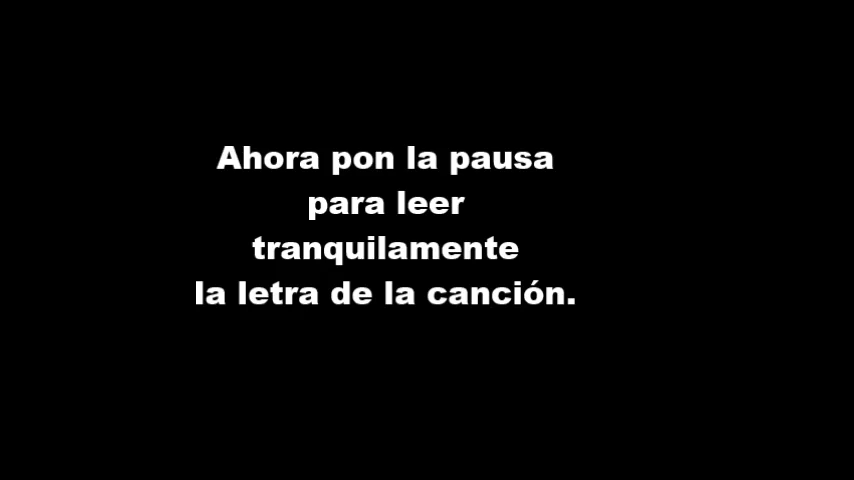 Ahora pon la pausa
para leer
tranquilamente
la letra de la canción.